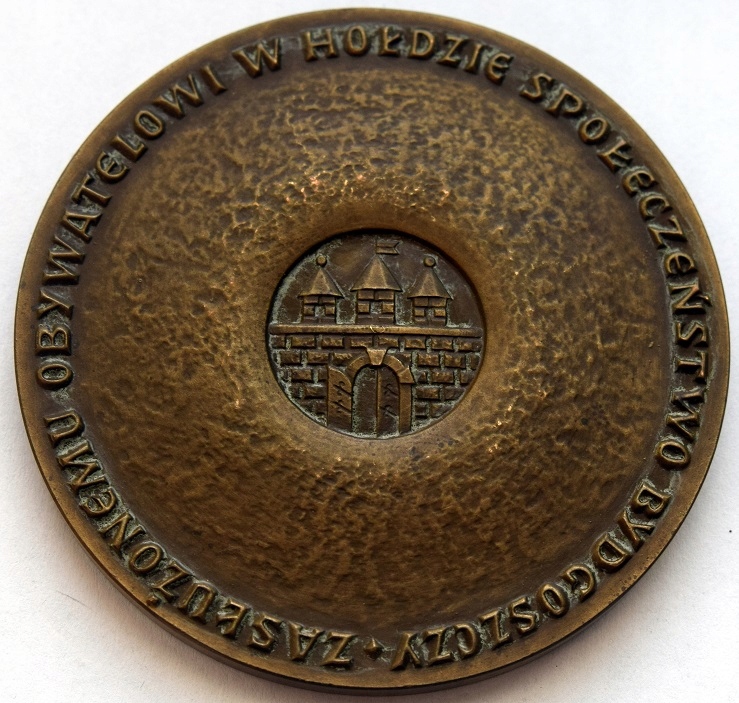 ZASŁUŻONEMU OBYWATELOWI W HOŁDZIE SPOŁECZEŃSTWO BYDGOSZCZY